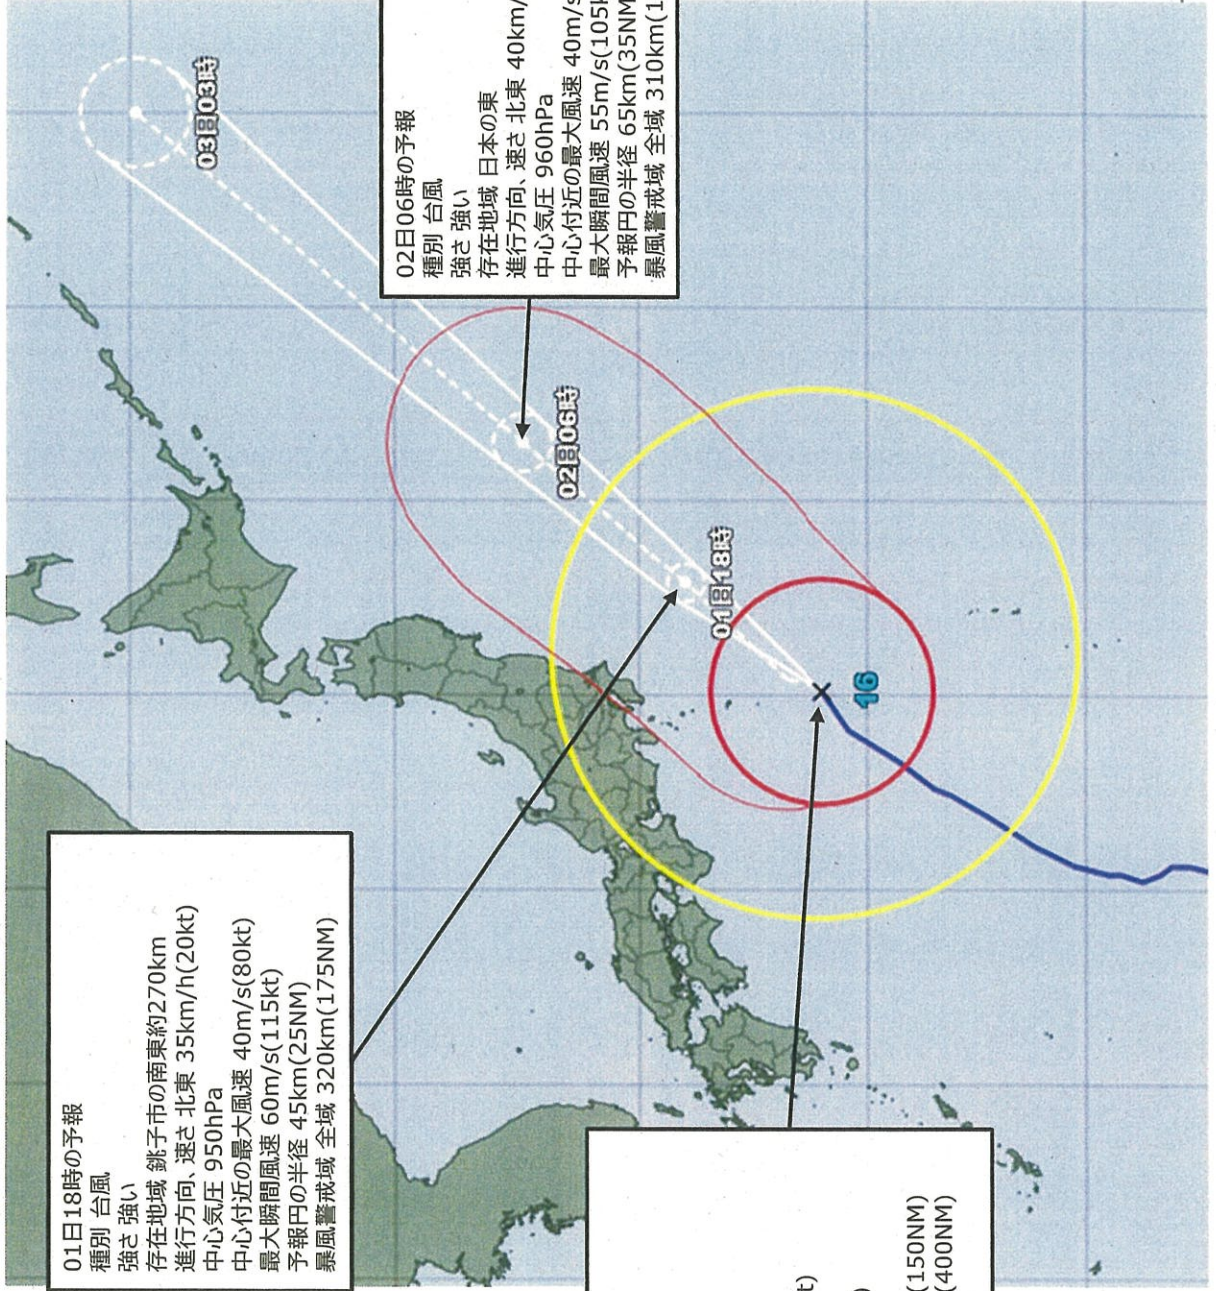 01日18時の予報
種別 台風
強さ 強い
存在地域 銚子市の南東約270km
進行方向、速さ 北東 35km/h(20kt)
中心気圧 950hPa
中心付近の最大風速 40m/s(80kt)
最大瞬間風速 60m/s(115kt)
予報円の半径 45km(25NM)
暴風警戒域 全域 320km(175NM)
02日06時の予報
種別 台風
強さ 強い
存在地域 日本の東
進行方向、速さ 北東 40km/
中心気圧 960hPa
中心付近の最大風速 40m/s
最大瞬間風速 55m/s(105k
予報円の半径 65km(35NM
暴風警戒域 全域 310km(1
t)
)
(150NM)
(400NM)
03日03時
02日06時
01日18時
16